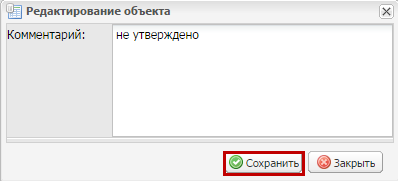 Редактирование объекта
Комментарий: не утверждено
Сохранить Закрыть